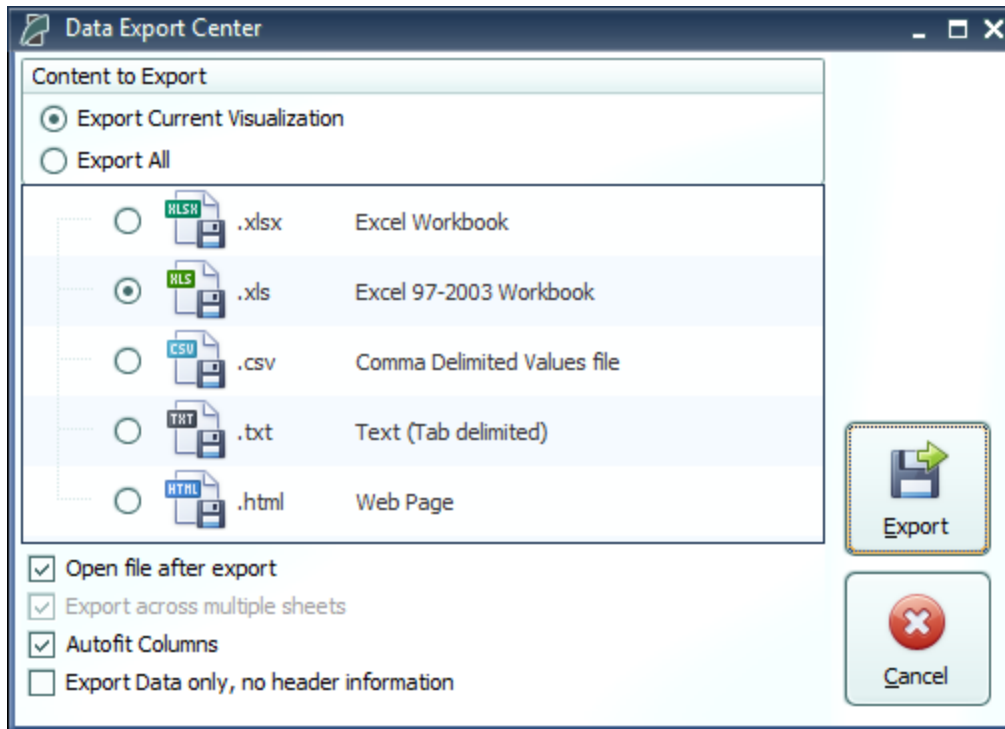 Data Export Center
Content to Export
Export Current Visualization
Export All
XLSX .xlsx Excel Workbook
XLS .xls Excel 97-2003 Workbook
CSV .csv Comma Delimited Values file
TXT .txt Text (Tab delimited)
HTML .html Web Page
Export
Open file after export
Export across multiple sheets
Autofit Columns
Export Data only, no header information
Cancel